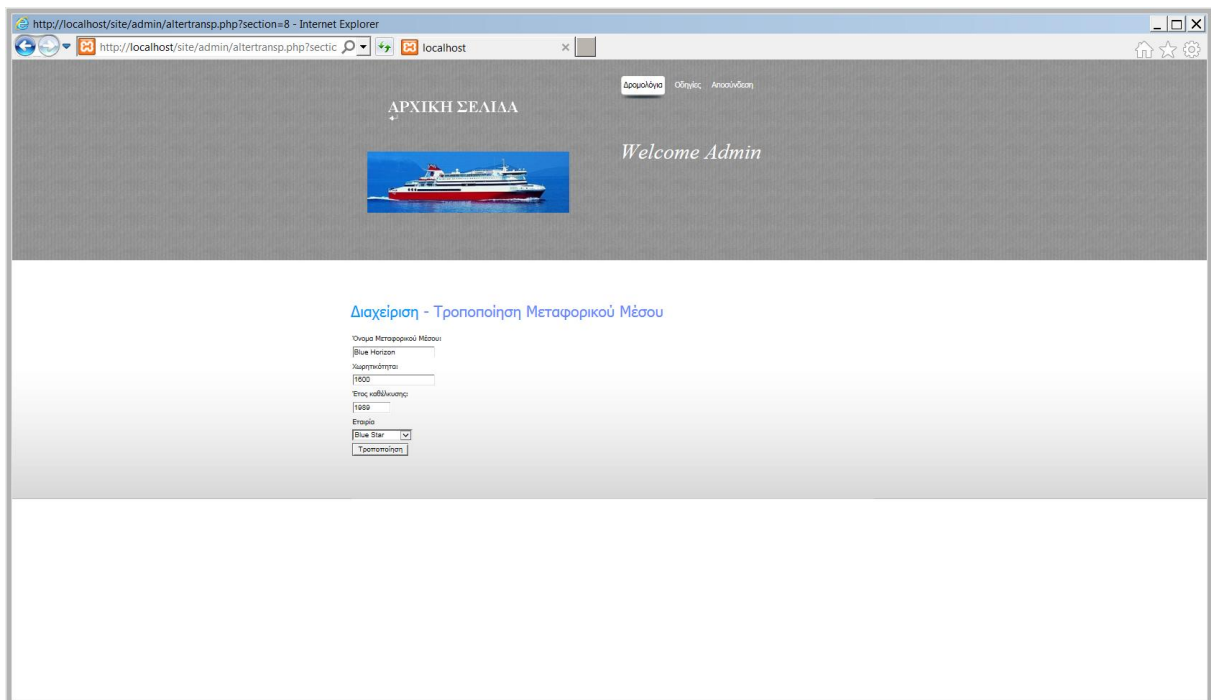 http://localhost/site/admin/altertransp.php?section=8 - Internet Explorer
http://localhost/site/admin/altertransp.php?sectic
localhost
Δρομολόγια Οδηγίες Αποσύνδεση
ΑΡΧΙΚΗ ΣΕΛΙΔΑ
Welcome Admin
Διαχείριση - Τροποποίηση Μεταφορικού Μέσου
Όνομα Μεταφορικού Μέσου:
Blue Horizon
Χωρητικότητα:
1600
Έτος καθέλκυσης:
1989
Εταιρία
Blue Star
Τροποποίηση